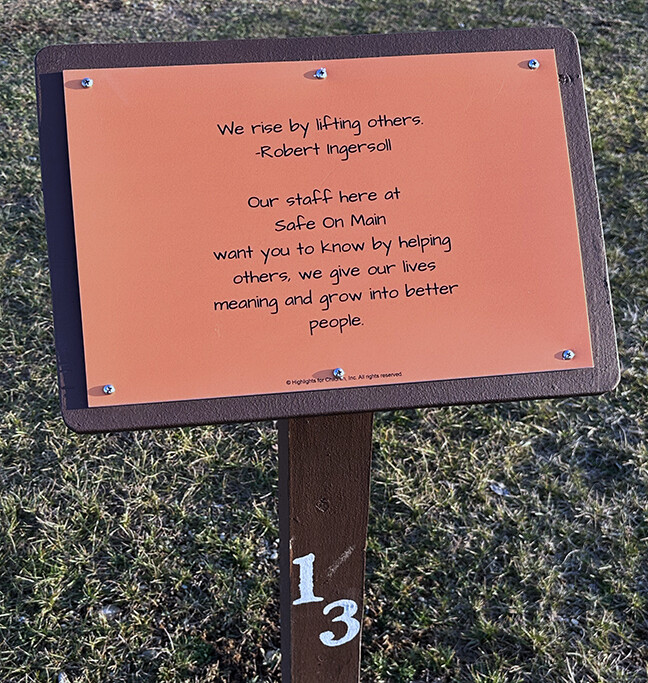 We rise by lifting others.
-Robert Ingersoll
Our staff here at
Safe On Main
want you to know by helping
others, we give our lives
meaning and grow into better
people.
© Highlights for Children, Inc. All rights reserved.
13